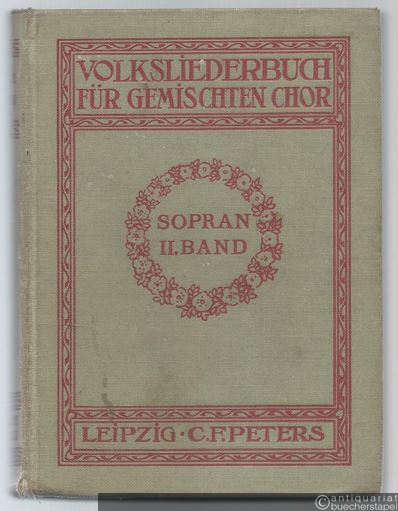 VOLKSLIEDERBUCH
FÜR GEMISCHTEN CHOR
SOPRAN
II. BAND
LEIPZIG · C. F. PETERS
antiquariat
buecherstapel